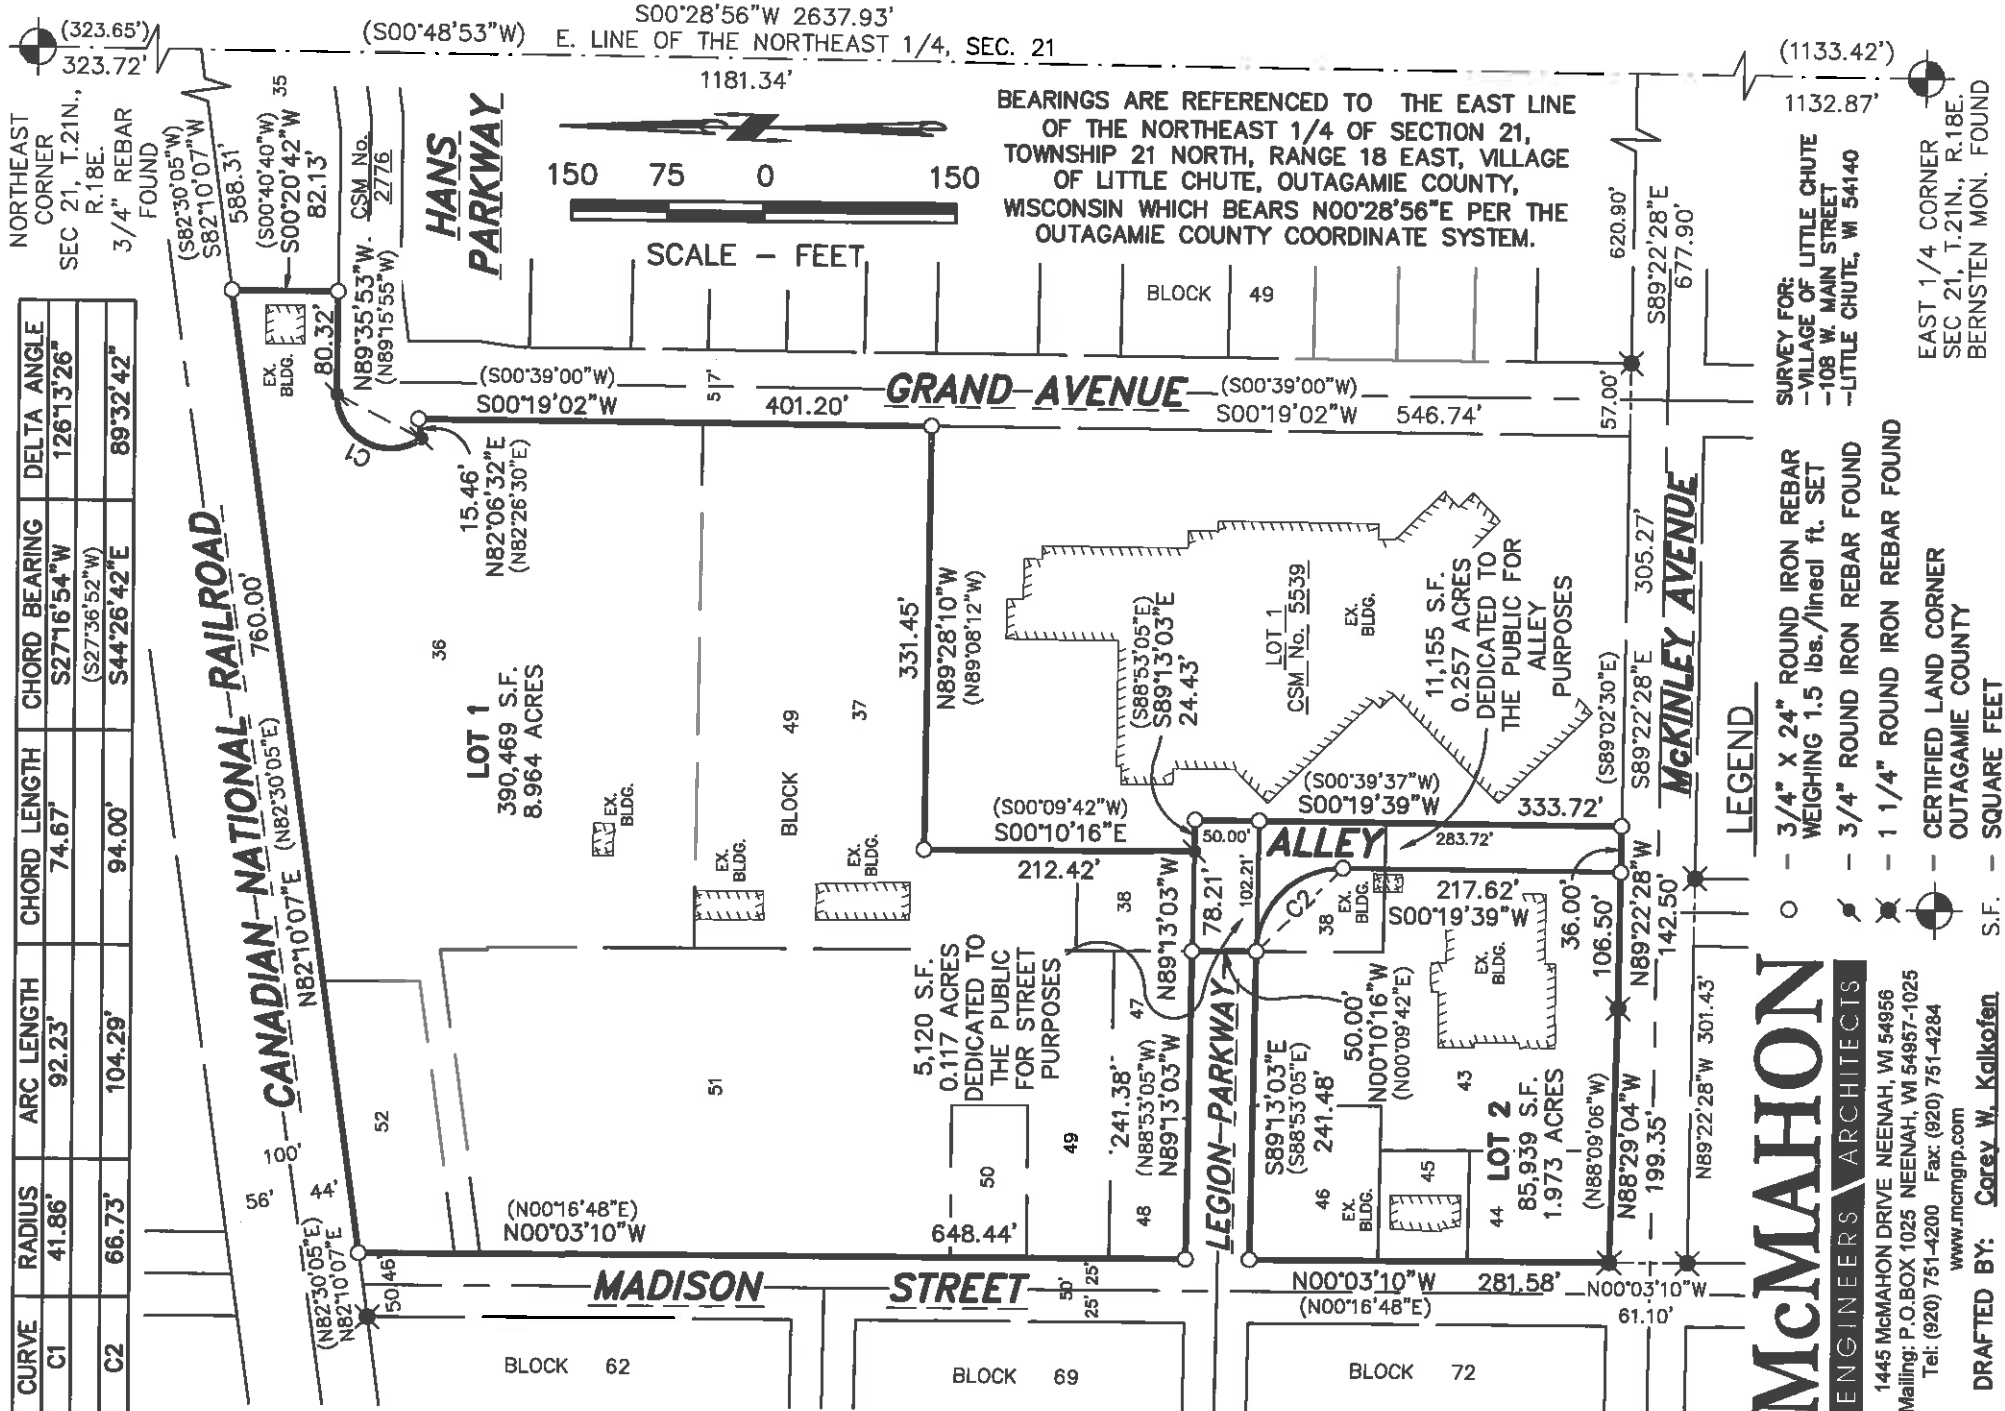 (323.65')
323.72'
(S00°48'53"W)
S00°28'56"W 2637.93'
E. LINE OF THE NORTHEAST 1/4, SEC. 21
1181.34'
(1133.42')
1132.87'
NORTHEAST
CORNER
SEC 21, T.21N.,
R.18E.
3/4" REBAR
FOUND
(S82°30'05"W)
S82°10'07"W
588.31'
(S00°40'40"W)
S00°20'42"W
82.13'
35
CSM No.
2776
HANS
PARKWAY
150 75 0 150
SCALE - FEET
BEARINGS ARE REFERENCED TO THE EAST LINE
OF THE NORTHEAST 1/4 OF SECTION 21,
TOWNSHIP 21 NORTH, RANGE 18 EAST, VILLAGE
OF LITTLE CHUTE, OUTAGAMIE COUNTY,
WISCONSIN WHICH BEARS N00°28'56"E PER THE
OUTAGAMIE COUNTY COORDINATE SYSTEM.
BLOCK 49
620.90'
S89°22'28"E
677.90'
SURVEY FOR:
-VILLAGE OF LITTLE CHUTE
-108 W. MAIN STREET
-LITTLE CHUTE, WI 54140
EAST 1/4 CORNER
SEC 21, T.21N., R.18E.
BERNSTEN MON. FOUND
EX.
BLDG.
80.32'
N89°35'53"W
(N89°15'55"W)
(S00°39'00"W)
S00°19'02"W
57'
401.20'
GRAND AVENUE
(S00°39'00"W)
S00°19'02"W
546.74'
57.00'
C1
15.46'
N82°06'32"E
(N82°26'30"E)
CURVE RADIUS ARC LENGTH CHORD LENGTH CHORD BEARING DELTA ANGLE
C1 41.86' 92.23' 74.67' S27°16'54"W 126°13'26"
(S27°36'52"W)
C2 66.73' 104.29' 94.00' S44°26'42"E 89°32'42"
CANADIAN NATIONAL RAILROAD
N82°10'07"E (N82°30'05"E) 760.00'
36
LOT 1
390,469 S.F.
8.964 ACRES
BLOCK 49
37
EX.
BLDG.
EX.
BLDG.
EX.
BLDG.
331.45'
N89°28'10"W
(N89°08'12"W)
(S88°53'05"E)
S89°13'03"E
24.43'
LOT 1
CSM No. 5539
EX.
BLDG.
11,155 S.F.
0.257 ACRES
DEDICATED TO
THE PUBLIC FOR
ALLEY
PURPOSES
305.27'
(S89°02'30"E)
S89°22'28"E
McKINLEY AVENUE
(S00°09'42"W)
S00°10'16"E
212.42'
(S00°39'37"W)
S00°19'39"W
333.72'
50.00'
ALLEY
283.72'
102.21'
78.21'
N89°13'03"W
38
C2
38
EX.
BLDG.
217.62'
S00°19'39"W
36.00'
106.50'
N89°22'28"W
142.50'
EX.
BLDG.
5,120 S.F.
0.117 ACRES
DEDICATED TO
THE PUBLIC
FOR STREET
PURPOSES
47
241.38'
(N88°53'05"W)
N89°13'03"W
LEGION PARKWAY
S89°13'03"E
(S88°53'05"E)
241.48'
50.00'
N00°10'16"W
(N00°09'42"E)
43
LOT 2
85,939 S.F.
1.973 ACRES
(N88°09'06"W)
N88°29'04"W
199.35'
N89°22'28"W 301.43'
52
51
50
49
48
46
EX.
BLDG.
45
44
100'
56'
44'
(N82°30'05"E)
N82°10'07"E
50.46'
(N00°16'48"E)
N00°03'10"W
648.44'
MADISON STREET
50'
25'
25'
N00°03'10"W 281.58'
(N00°16'48"E)
N00°03'10"W
61.10'
BLOCK 62
BLOCK 69
BLOCK 72
LEGEND
- 3/4" X 24" ROUND IRON REBAR
WEIGHING 1.5 lbs./lineal ft. SET
- 3/4" ROUND IRON REBAR FOUND
- 1 1/4" ROUND IRON REBAR FOUND
- CERTIFIED LAND CORNER
OUTAGAMIE COUNTY
S.F. - SQUARE FEET
McMAHON
ENGINEERS ARCHITECTS
1445 McMAHON DRIVE NEENAH, WI 54956
Mailing: P.O.BOX 1025 NEENAH, WI 54957-1025
Tel: (920) 751-4200 Fax: (920) 751-4284
www.mcmgrp.com
DRAFTED BY: Corey W. Kalkofen